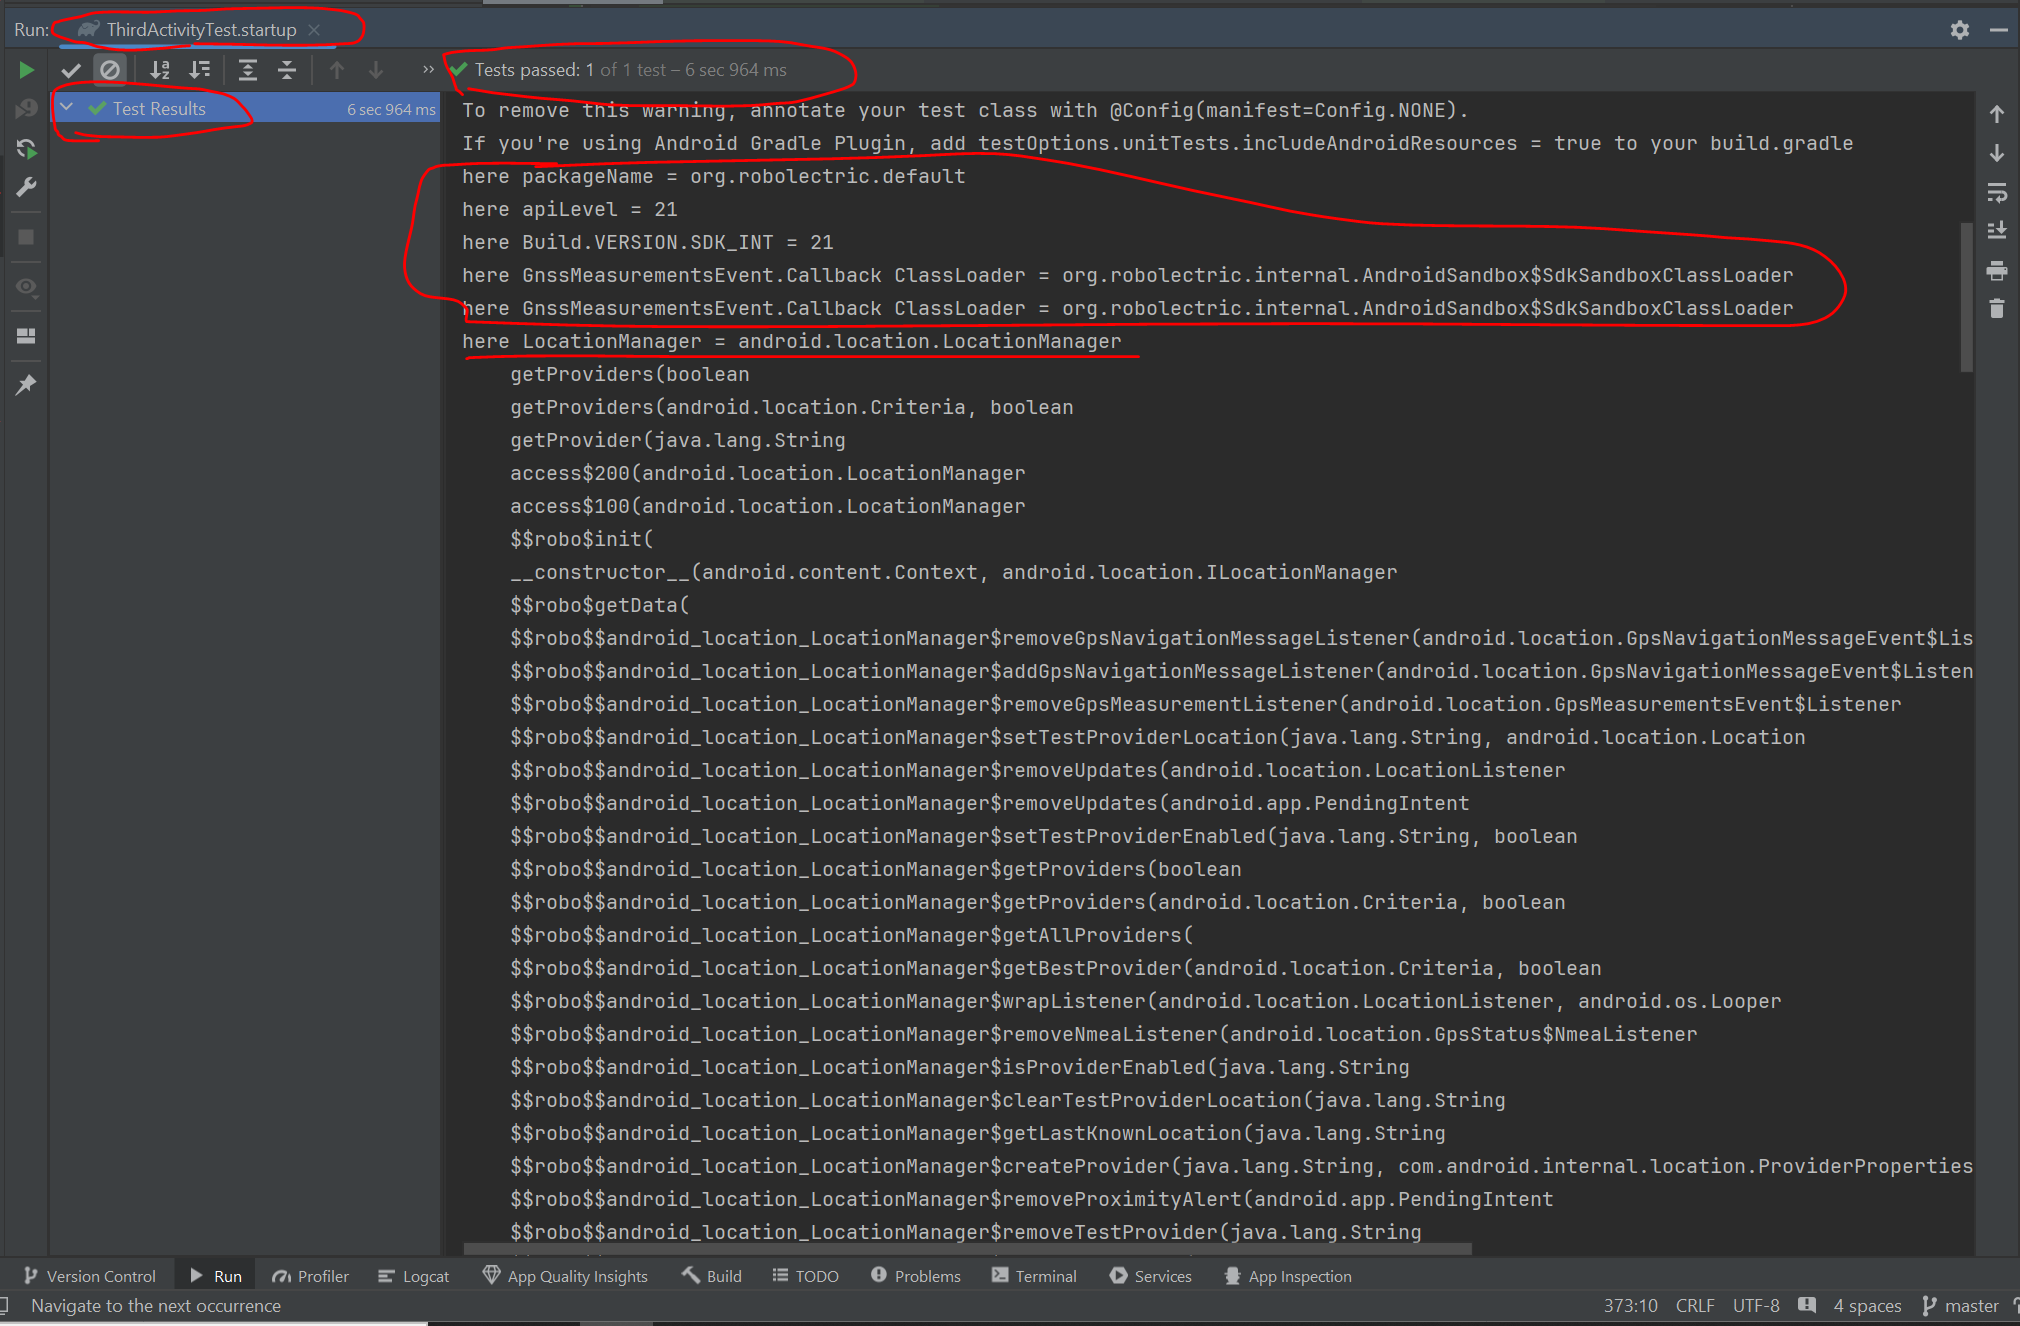 Run: ThirdActivityTest.startup
Tests passed: 1 of 1 test – 6 sec 964 ms
Test Results 6 sec 964 ms
To remove this warning, annotate your test class with @Config(manifest=Config.NONE).
If you're using Android Gradle Plugin, add testOptions.unitTests.includeAndroidResources = true to your build.gradle
here packageName = org.robolectric.default
here apiLevel = 21
here Build.VERSION.SDK_INT = 21
here GnssMeasurementsEvent.Callback ClassLoader = org.robolectric.internal.AndroidSandbox$SdkSandboxClassLoader
here GnssMeasurementsEvent.Callback ClassLoader = org.robolectric.internal.AndroidSandbox$SdkSandboxClassLoader
here LocationManager = android.location.LocationManager
getProviders(boolean
getProviders(android.location.Criteria, boolean
getProvider(java.lang.String
access$200(android.location.LocationManager
access$100(android.location.LocationManager
$$robo$init(
__constructor__(android.content.Context, android.location.ILocationManager
$$robo$getData(
$$robo$$android_location_LocationManager$removeGpsNavigationMessageListener(android.location.GpsNavigationMessageEvent$Lis
$$robo$$android_location_LocationManager$addGpsNavigationMessageListener(android.location.GpsNavigationMessageEvent$Listen
$$robo$$android_location_LocationManager$removeGpsMeasurementListener(android.location.GpsMeasurementsEvent$Listener
$$robo$$android_location_LocationManager$setTestProviderLocation(java.lang.String, android.location.Location
$$robo$$android_location_LocationManager$removeUpdates(android.location.LocationListener
$$robo$$android_location_LocationManager$removeUpdates(android.app.PendingIntent
$$robo$$android_location_LocationManager$setTestProviderEnabled(java.lang.String, boolean
$$robo$$android_location_LocationManager$getProviders(boolean
$$robo$$android_location_LocationManager$getProviders(android.location.Criteria, boolean
$$robo$$android_location_LocationManager$getAllProviders(
$$robo$$android_location_LocationManager$getBestProvider(android.location.Criteria, boolean
$$robo$$android_location_LocationManager$wrapListener(android.location.LocationListener, android.os.Looper
$$robo$$android_location_LocationManager$removeNmeaListener(android.location.GpsStatus$NmeaListener
$$robo$$android_location_LocationManager$isProviderEnabled(java.lang.String
$$robo$$android_location_LocationManager$clearTestProviderLocation(java.lang.String
$$robo$$android_location_LocationManager$getLastKnownLocation(java.lang.String
$$robo$$android_location_LocationManager$createProvider(java.lang.String, com.android.internal.location.ProviderProperties
$$robo$$android_location_LocationManager$removeProximityAlert(android.app.PendingIntent
$$robo$$android_location_LocationManager$removeTestProvider(java.lang.String
Version Control Run Profiler Logcat App Quality Insights Build TODO Problems Terminal Services App Inspection
Navigate to the next occurrence 373:10 CRLF UTF-8 4 spaces master